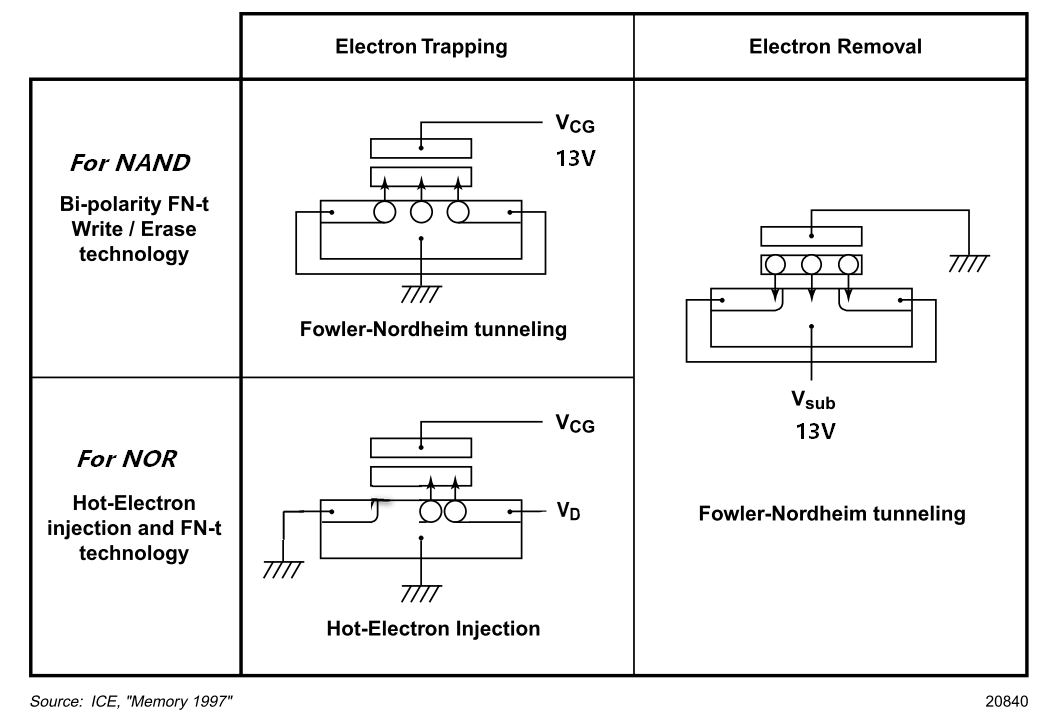 Electron Trapping
Electron Removal
For NAND
Bi-polarity FN-t
Write / Erase
technology
VCG
13V
Fowler-Nordheim tunneling
For NOR
Hot-Electron
injection and FN-t
technology
VCG
VD
Hot-Electron Injection
Vsub
13V
Fowler-Nordheim tunneling
Source: ICE, "Memory 1997"
20840